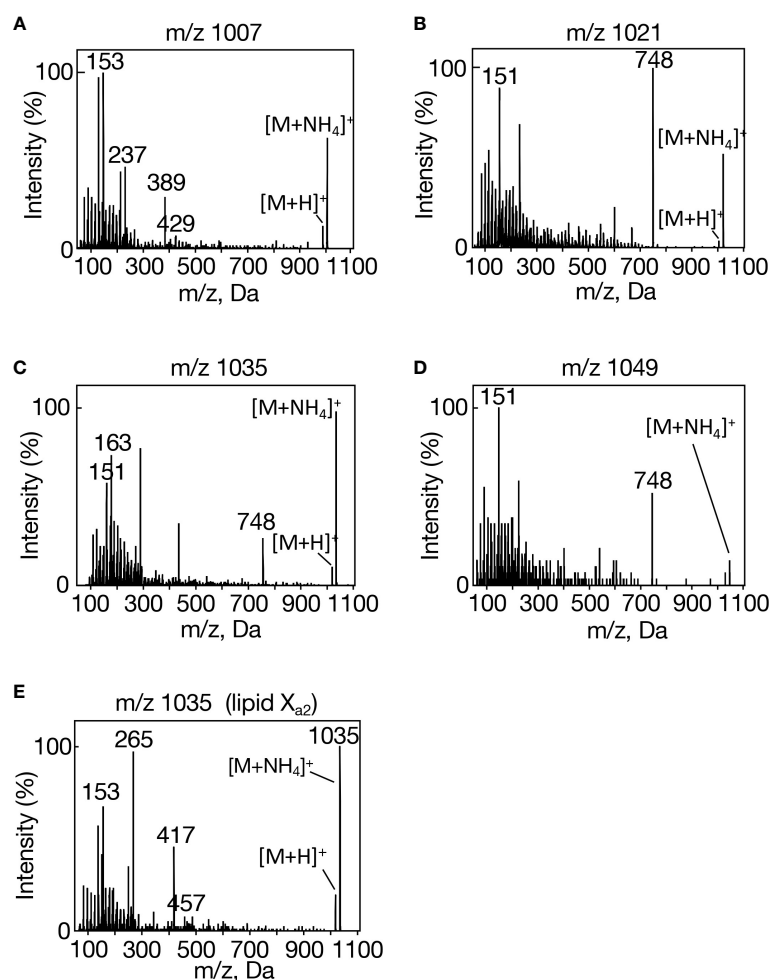 A
m/z 1007
Intensity (%)
100
0
153
237
389
429
[M+NH4]+
[M+H]+
100 300 500 700 900 1100
m/z, Da
B
m/z 1021
Intensity (%)
100
0
151
748
[M+NH4]+
[M+H]+
100 300 500 700 900 1100
m/z, Da
C
m/z 1035
Intensity (%)
100
0
163
151
748
[M+NH4]+
[M+H]+
100 300 500 700 900 1100
m/z, Da
D
m/z 1049
Intensity (%)
100
0
151
748
[M+NH4]+
100 300 500 700 900 1100
m/z, Da
E
m/z 1035 (lipid Xa2)
Intensity (%)
100
0
153
265
417
457
1035
[M+NH4]+
[M+H]+
100 300 500 700 900 1100
m/z, Da